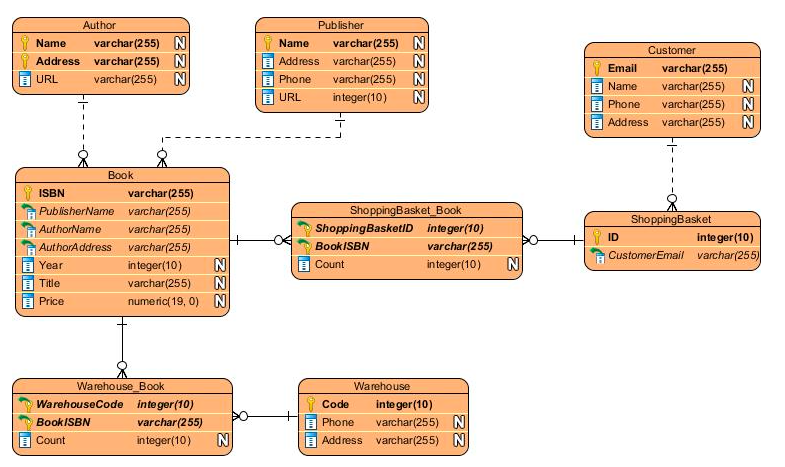 Author
Name varchar(255) N
Address varchar(255) N
URL varchar(255) N
Publisher
Name varchar(255) N
Address varchar(255) N
Phone varchar(255) N
URL integer(10) N
Customer
Email varchar(255)
Name varchar(255) N
Phone varchar(255) N
Address varchar(255) N
Book
ISBN varchar(255)
PublisherName varchar(255)
AuthorName varchar(255)
AuthorAddress varchar(255)
Year integer(10) N
Title varchar(255) N
Price numeric(19, 0) N
ShoppingBasket_Book
ShoppingBasketID integer(10)
BookISBN varchar(255)
Count integer(10) N
ShoppingBasket
ID integer(10)
CustomerEmail varchar(255)
Warehouse_Book
WarehouseCode integer(10)
BookISBN varchar(255)
Count integer(10) N
Warehouse
Code integer(10)
Phone varchar(255) N
Address varchar(255) N